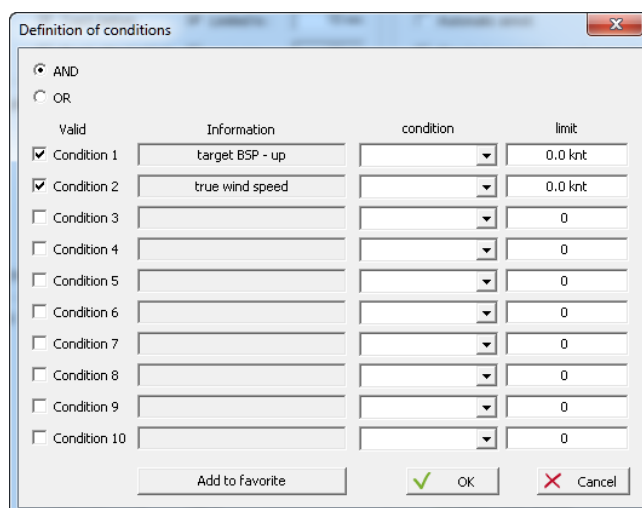 Definition of conditions
AND
OR
Valid Information condition limit
Condition 1 target BSP - up 0.0 knt
Condition 2 true wind speed 0.0 knt
Condition 3 0
Condition 4 0
Condition 5 0
Condition 6 0
Condition 7 0
Condition 8 0
Condition 9 0
Condition 10 0
Add to favorite OK Cancel